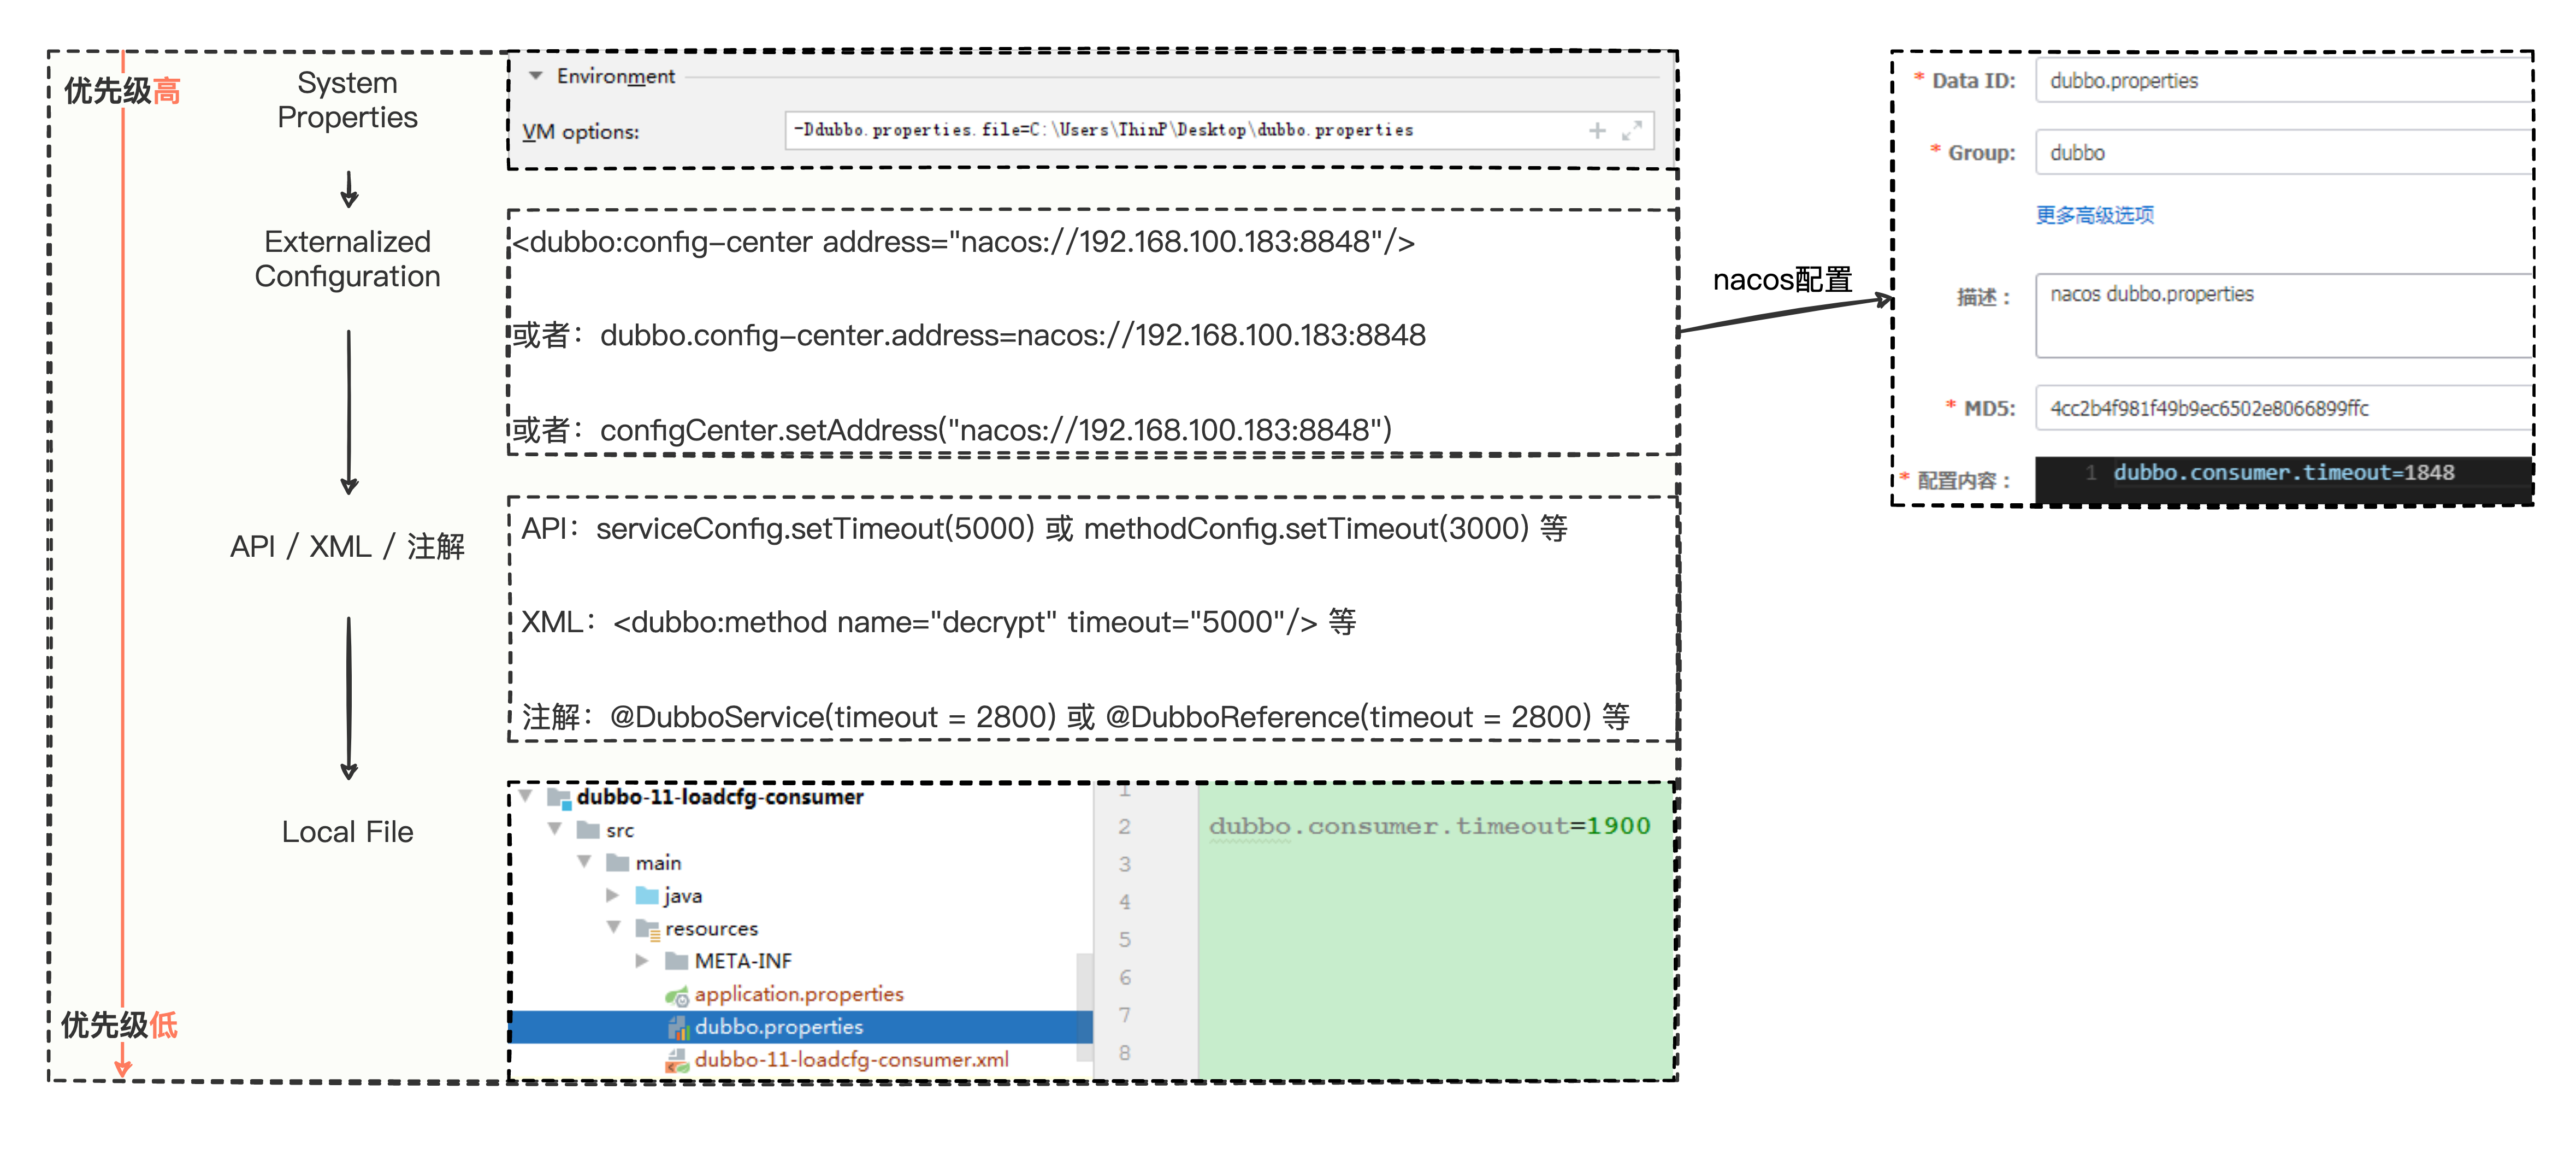 优先级高
System
Properties
Environment
VM options:
-Ddubbo.properties.file=C:\Users\ThinP\Desktop\dubbo.properties
Externalized
Configuration
<dubbo:config-center address="nacos://192.168.100.183:8848"/>
或者：dubbo.config-center.address=nacos://192.168.100.183:8848
或者：configCenter.setAddress("nacos://192.168.100.183:8848")
nacos配置
* Data ID:
dubbo.properties
* Group:
dubbo
更多高级选项
描述：
nacos dubbo.properties
* MD5:
4cc2b4f981f49b9ec6502e8066899ffc
* 配置内容：
1 dubbo.consumer.timeout=1848
API / XML / 注解
API：serviceConfig.setTimeout(5000) 或 methodConfig.setTimeout(3000) 等
XML：<dubbo:method name="decrypt" timeout="5000"/> 等
注解：@DubboService(timeout = 2800) 或 @DubboReference(timeout = 2800) 等
Local File
dubbo-11-loadcfg-consumer
src
main
java
resources
META-INF
application.properties
dubbo.properties
dubbo-11-loadcfg-consumer.xml
1
2 dubbo.consumer.timeout=1900
3
4
5
6
7
8
优先级低